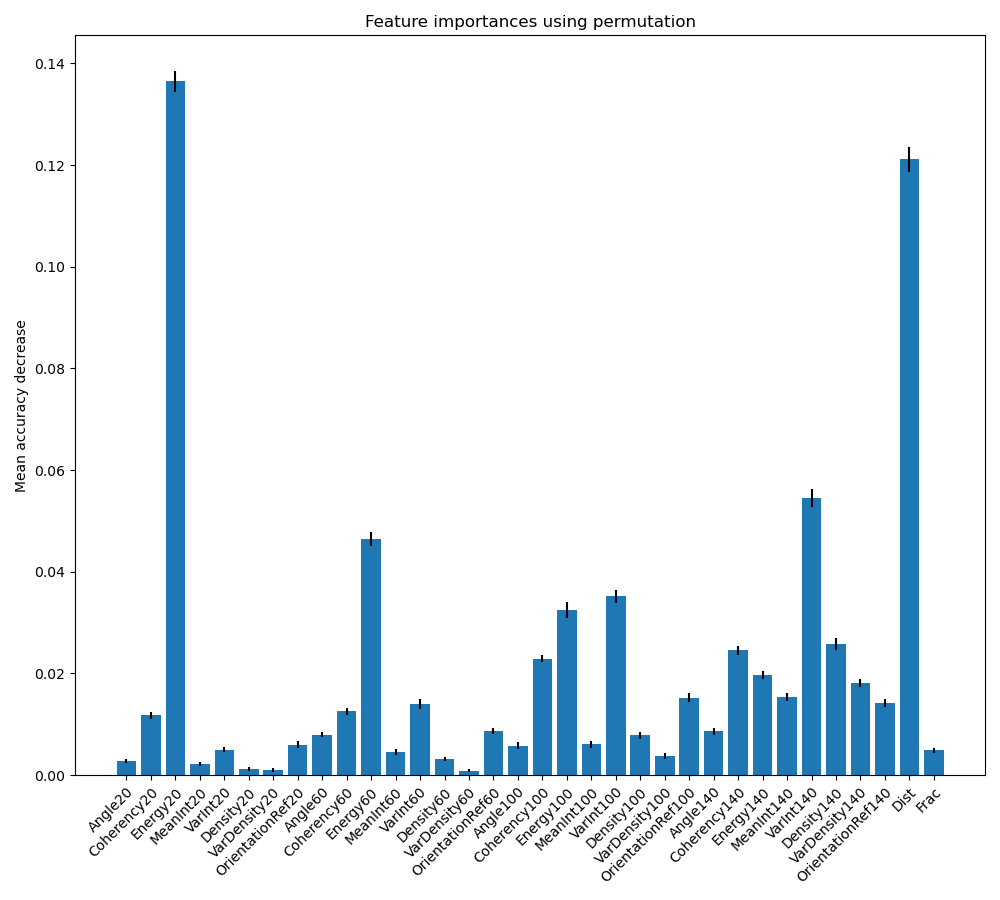 Feature importances using permutation
Mean accuracy decrease
0.14
0.12
0.10
0.08
0.06
0.04
0.02
0.00
Angle20
Coherency20
Energy20
MeanInt20
VarInt20
Density20
VarDensity20
OrientationRef20
Angle60
Coherency60
Energy60
MeanInt60
VarInt60
Density60
VarDensity60
OrientationRef60
Angle100
Coherency100
Energy100
MeanInt100
VarInt100
Density100
VarDensity100
OrientationRef100
Angle140
Coherency140
Energy140
MeanInt140
VarInt140
Density140
VarDensity140
OrientationRef140
Dist
Frac